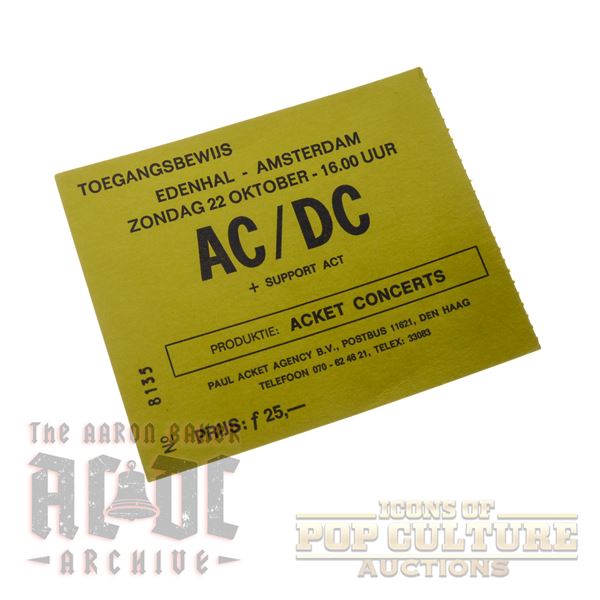 TOEGANGSBEWIJS
EDENHAL - AMSTERDAM
ZONDAG 22 OKTOBER - 16.00 UUR
AC/DC
+ SUPPORT ACT
PRODUKTIE: ACKET CONCERTS
PAUL ACKET AGENCY B.V., POSTBUS 11621, DEN HAAG
TELEFOON 070 - 62 46 21, TELEX: 33083
PRIJS: ƒ 25,—
No 8135
THE AARON BAKER
AC/DC
ARCHIVE
ICONS OF
POP CULTURE
AUCTIONS